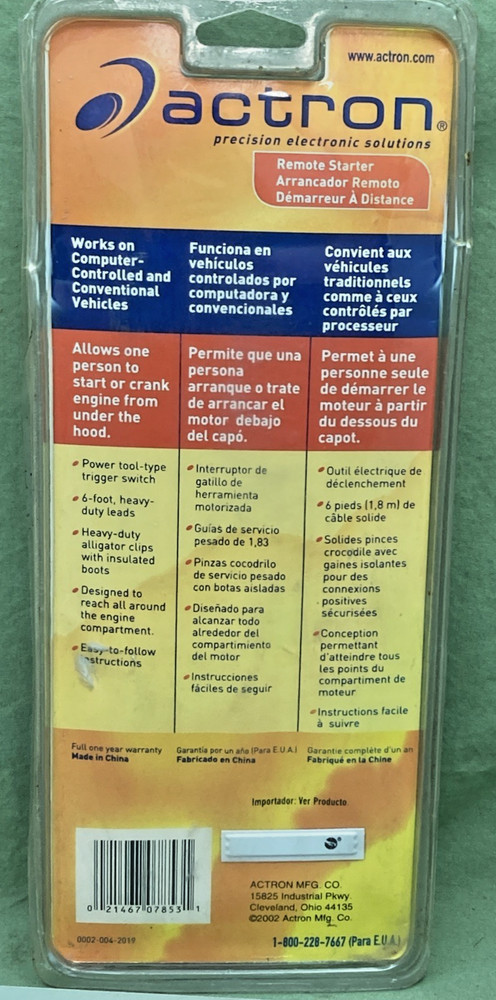 www.actron.com
actron®
precision electronic solutions
Remote Starter
Arrancador Remoto
Démarreur À Distance
Works on
Computer-
Controlled and
Conventional
Vehicles
Funciona en
vehículos
controlados por
computadora y
convencionales
Convient aux
véhicules
traditionnels
comme à ceux
contrôlés par
processeur
Allows one
person to
start or crank
engine from
under the
hood.
Permite que una
persona
arranque o trate
de arrancar el
motor debajo
del capó.
Permet à une
personne seule
de démarrer le
moteur à partir
du dessous du
capot.
Power tool-type
trigger switch
6-foot, heavy-
duty leads
Heavy-duty
alligator clips
with insulated
boots
Designed to
reach all around
the engine
compartment.
Easy-to-follow
instructions
Interruptor de
gatillo de
herramienta
motorizada
Guías de servicio
pesado de 1,83
Pinzas cocodrilo
de servicio pesado
con botas aisladas
Diseñado para
alcanzar todo
alrededor del
compartimiento
del motor
Instrucciones
fáciles de seguir
Outil électrique de
déclenchement
6 pieds (1,8 m) de
câble solide
Solides pinces
crocodile avec
gaines isolantes
pour des
connexions
positives
sécurisées
Conception
permettant
d'atteindre tous
les points du
compartiment de
moteur
Instructions facile
à suivre
Full one year warranty
Made in China
Garantía por un año (Para E.U.A.)
Fabricado en China
Garantie complète d'un an
Fabriqué en la Chine
Importador: Ver Producto
0 21467 07853 1
ACTRON MFG. CO.
15825 Industrial Pkwy.
Cleveland, Ohio 44135
©2002 Actron Mfg. Co.
0002-004-2019
1-800-228-7667 (Para E.U.A.)